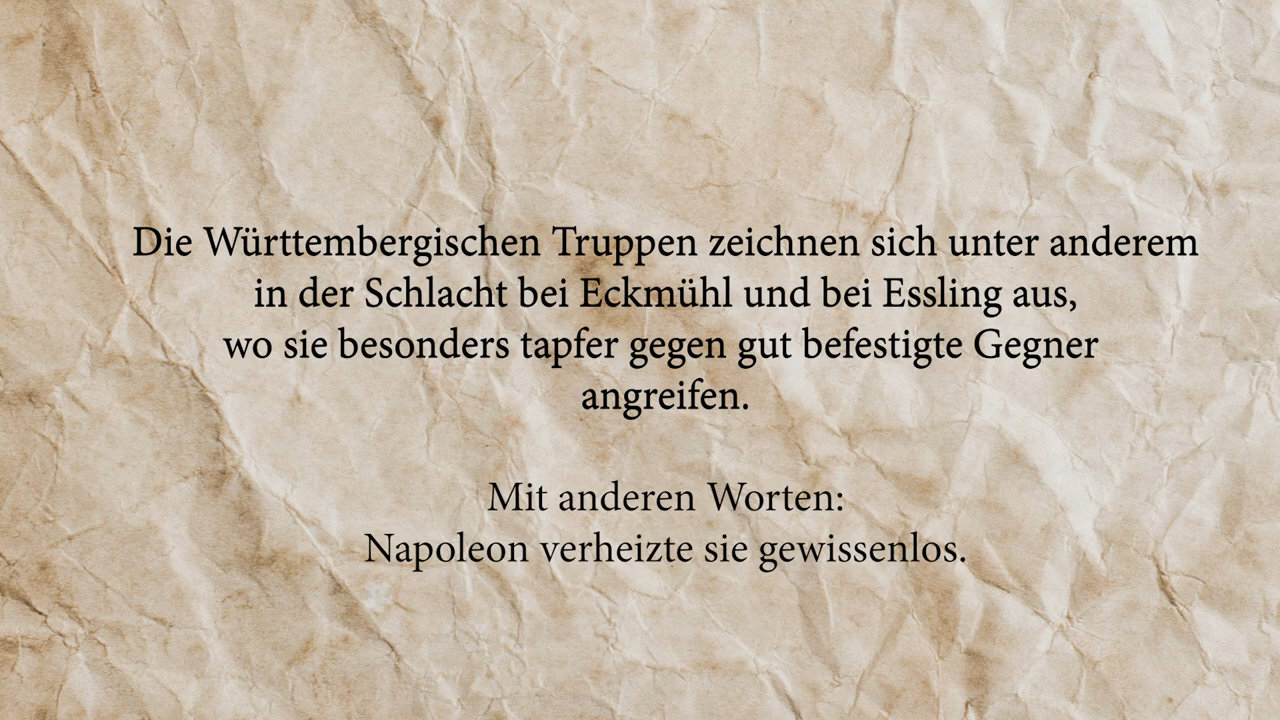 Die Württembergischen Truppen zeichnen sich unter anderem
in der Schlacht bei Eckmühl und bei Essling aus,
wo sie besonders tapfer gegen gut befestigte Gegner
angreifen.
Mit anderen Worten:
Napoleon verheizte sie gewissenlos.